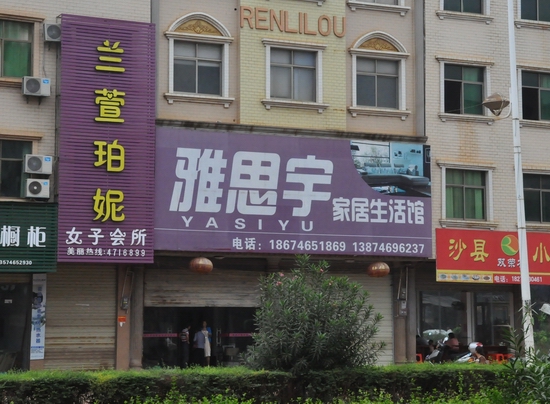 RENLILOU
兰萱珀妮
女子会所
美丽热线:4718899
雅思宇
YASIYU
家居生活馆
电话: 18674651869 13874696237
橱柜
沙县
小